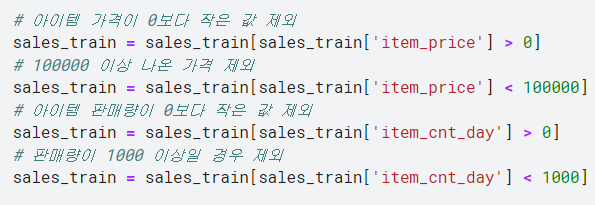 # 아이템 가격이 0보다 작은 값 제외
sales_train = sales_train[sales_train['item_price'] > 0]
# 100000 이상 나온 가격 제외
sales_train = sales_train[sales_train['item_price'] < 100000]
# 아이템 판매량이 0보다 작은 값 제외
sales_train = sales_train[sales_train['item_cnt_day'] > 0]
# 판매량이 1000 이상일 경우 제외
sales_train = sales_train[sales_train['item_cnt_day'] < 1000]